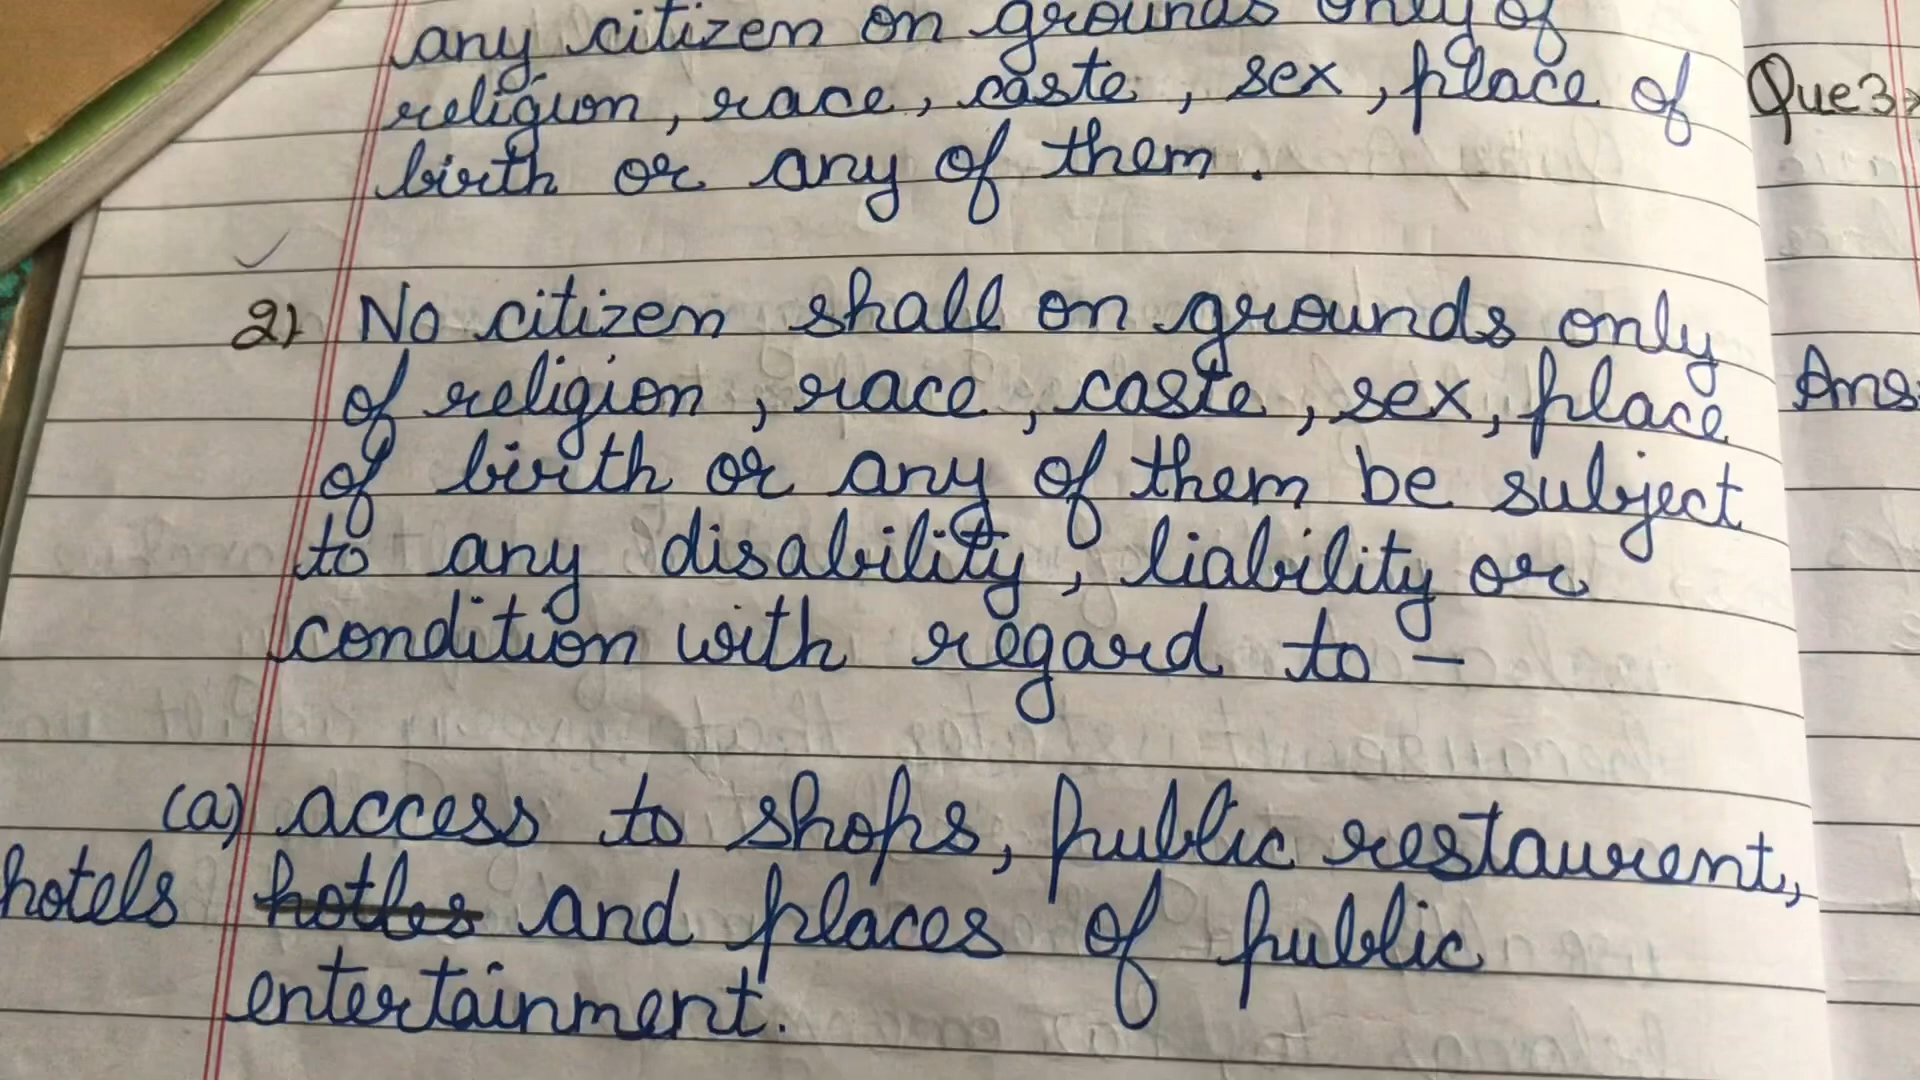 any citizen on grounds only of
religion, race, caste, sex, place of
birth or any of them.
2) No citizen shall on grounds only
of religion, race, caste, sex, place
of birth or any of them be subject
to any disability, liability or
condition with regard to –
(a) access to shops, public restaurent,
hotels hotles and places of public
entertainment.
Que3
Ans